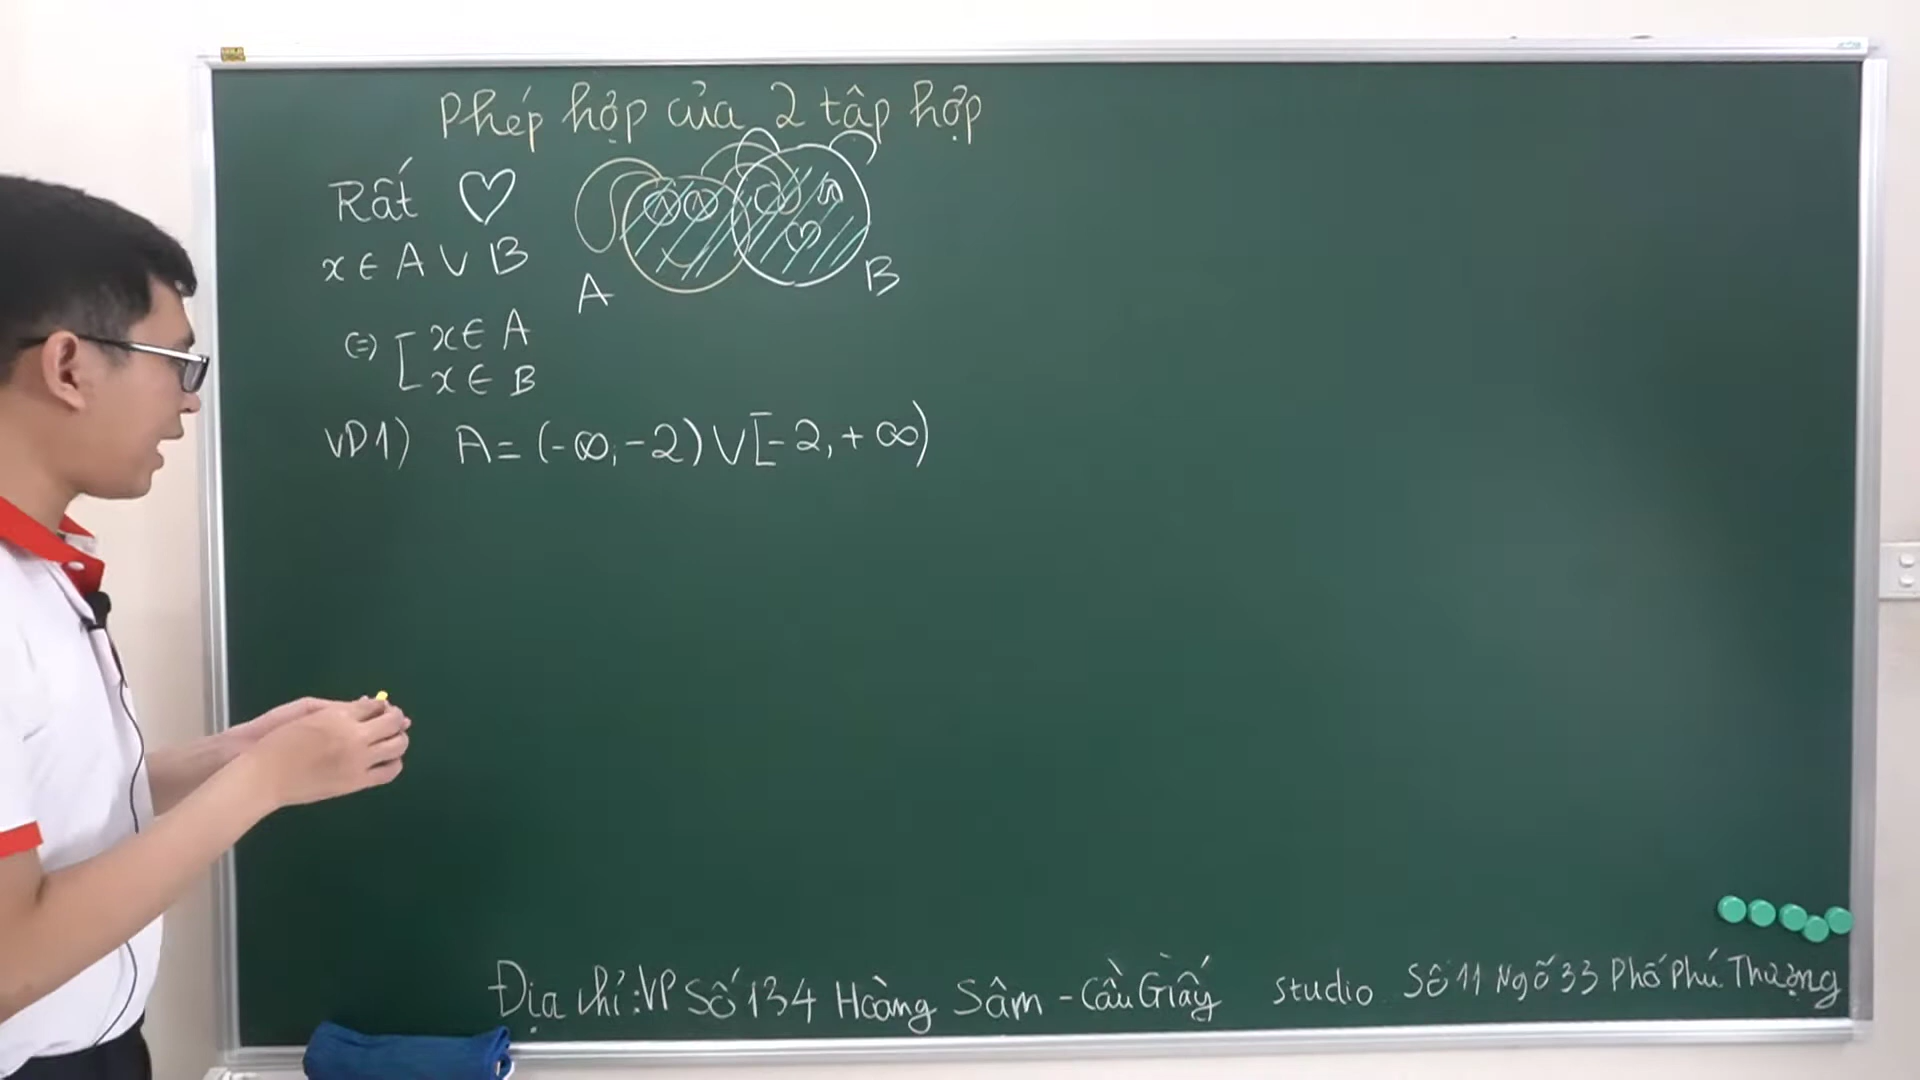 Phép hợp của 2 tập hợp
Rất ♡
x ∈ A ∪ B
A
B
⇔ [ x ∈ A
x ∈ B
VD1) A = (-∞, -2) ∪ [-2, +∞)
Địa chỉ: VP Số 134 Hoàng Sâm - Cầu Giấy studio Số 11 Ngõ 33 Phố Phú Thượng